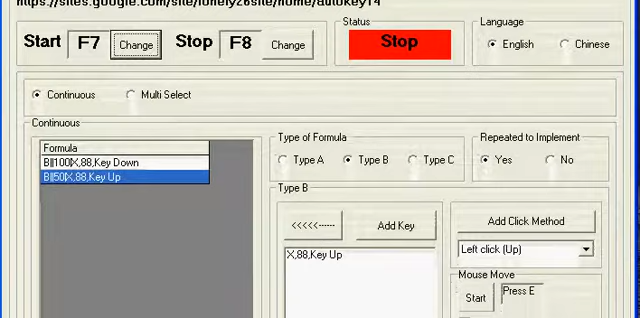 https://sites.google.com/site/lonely26site/home/autokey14
Status
Language
Start F7 Change Stop F8 Change
Stop
English Chinese
Continuous Multi Select
Continuous
Type of Formula
Repeated to Implement
Formula
B||100||X,88,Key Down
B||50||X,88,Key Up
Type A Type B Type C
Yes No
Type B
<<<<<------ Add Key
Add Click Method
X,88,Key Up
Left click (Up)
Mouse Move
Start Press E